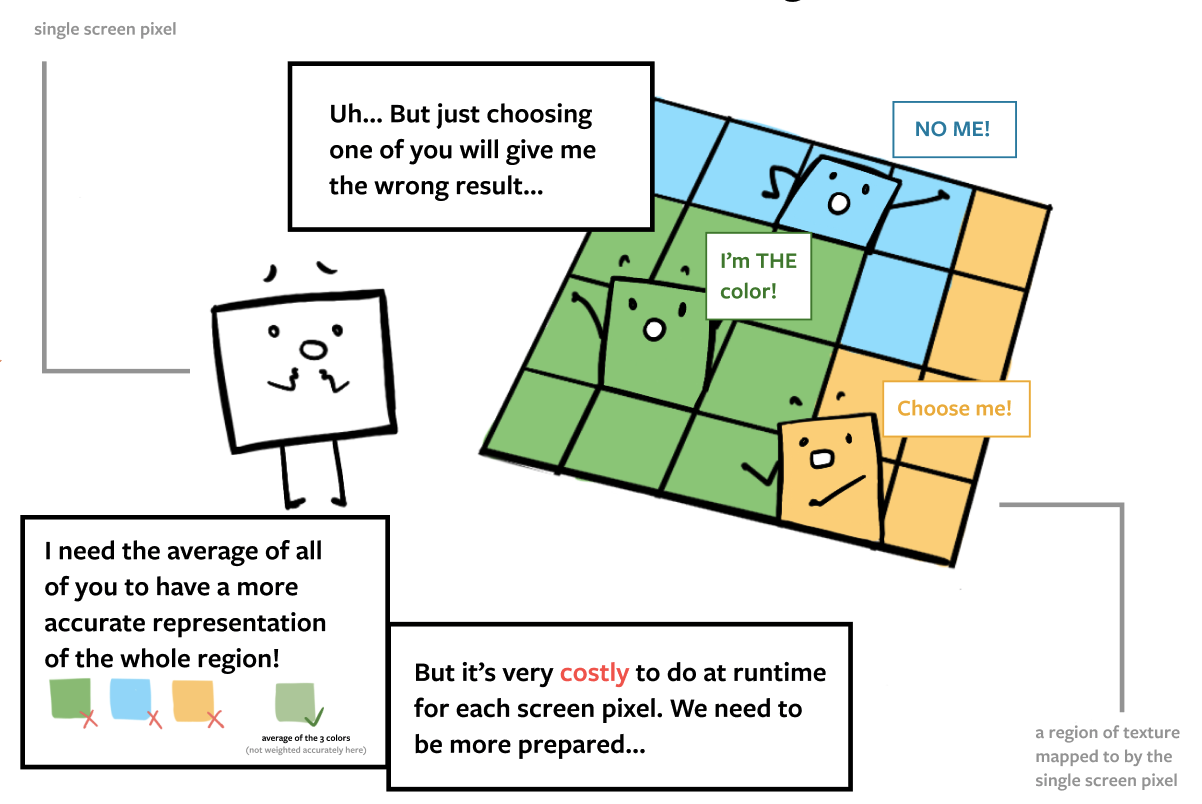 single screen pixel
Uh... But just choosing
one of you will give me
the wrong result...
NO ME!
I'm THE
color!
Choose me!
I need the average of all
of you to have a more
accurate representation
of the whole region!
average of the 3 colors
(not weighted accurately here)
But it's very costly to do at runtime
for each screen pixel. We need to
be more prepared...
a region of texture
mapped to by the
single screen pixel